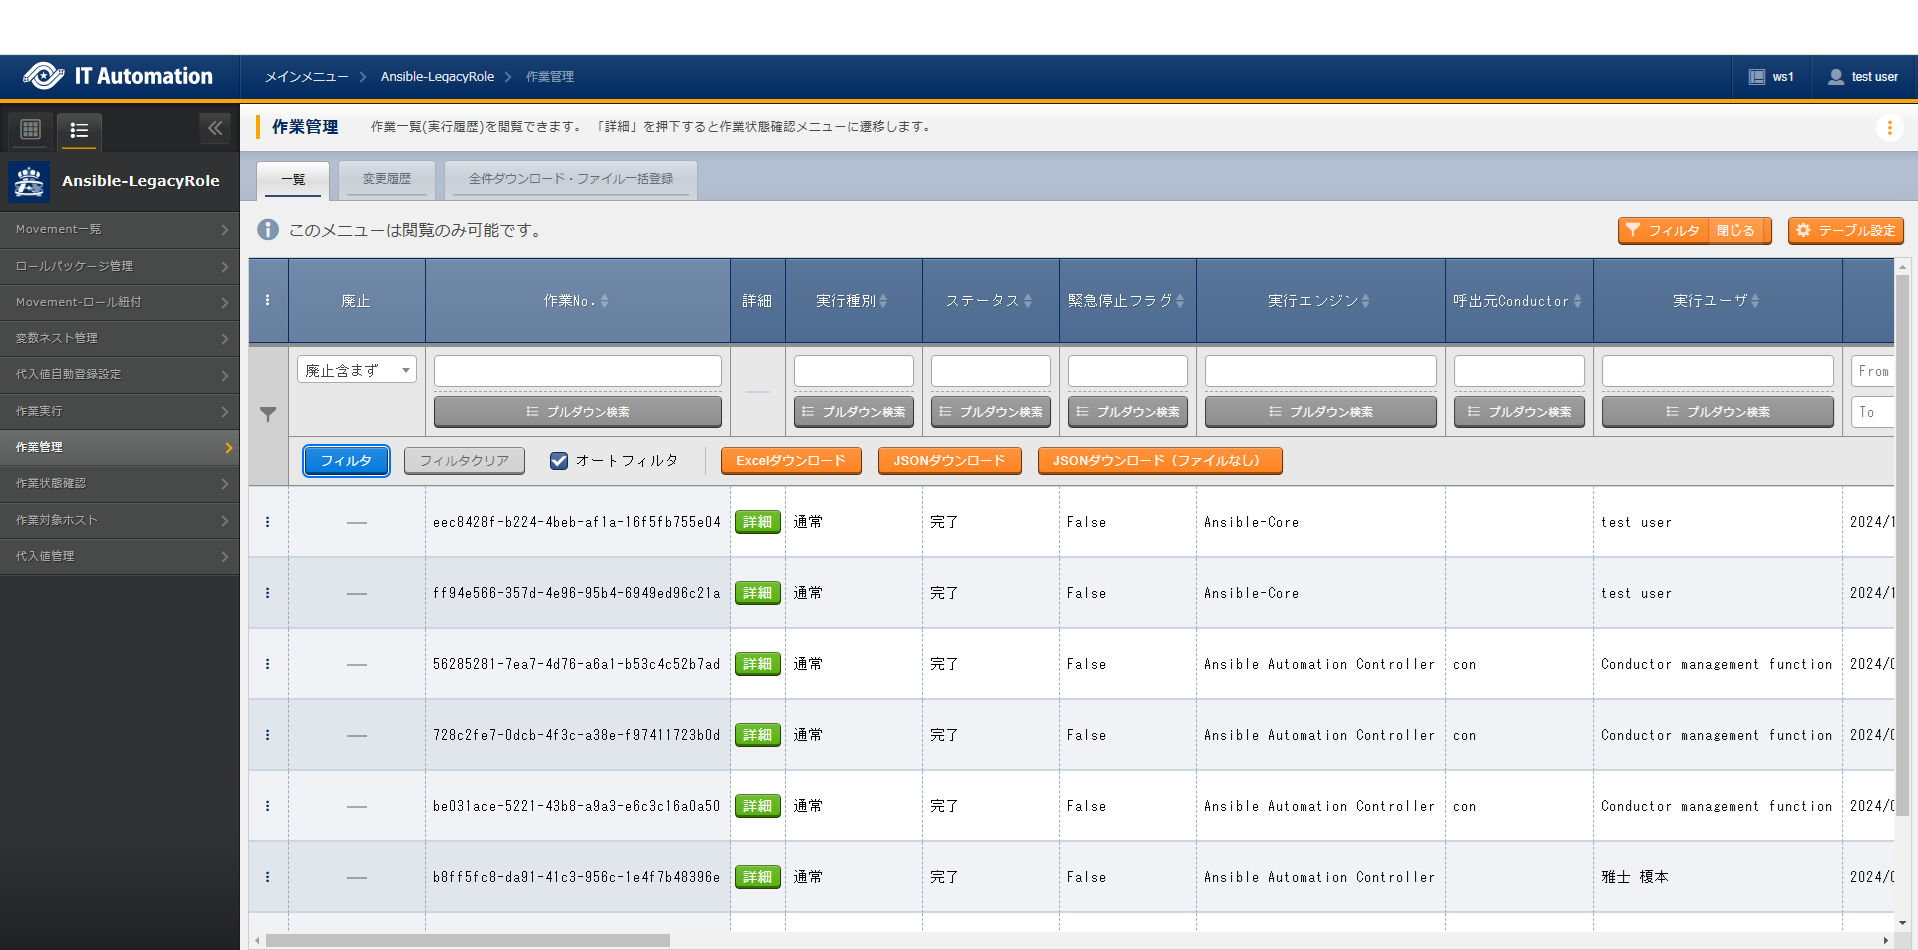 IT Automation
メインメニュー
Ansible-LegacyRole
作業管理
ws1
test user
作業管理
作業一覧(実行履歴)を閲覧できます。 「詳細」を押下すると作業状態確認メニューに遷移します。
Ansible-LegacyRole
Movement一覧
ロールパッケージ管理
Movement-ロール紐付
変数ネスト管理
代入値自動登録設定
作業実行
作業管理
作業状態確認
作業対象ホスト
代入値管理
一覧
変更履歴
全件ダウンロード・ファイル一括登録
このメニューは閲覧のみ可能です。
フィルタ 閉じる
テーブル設定
廃止 作業No. 詳細 実行種別 ステータス 緊急停止フラグ 実行エンジン 呼出元Conductor 実行ユーザ
廃止含まず
From
プルダウン検索 プルダウン検索 プルダウン検索 プルダウン検索 プルダウン検索 プルダウン検索 プルダウン検索 To
フィルタ フィルタクリア オートフィルタ Excelダウンロード JSONダウンロード JSONダウンロード（ファイルなし）
eec8428f-b224-4beb-af1a-16f5fb755e04 詳細 通常 完了 False Ansible-Core test user 2024/1
ff94e566-357d-4e96-95b4-6949ed96c21a 詳細 通常 完了 False Ansible-Core test user 2024/1
56285281-7ea7-4d76-a6a1-b53c4c52b7ad 詳細 通常 完了 False Ansible Automation Controller con Conductor management function 2024/0
728c2fe7-0dcb-4f3c-a38e-f97411723b0d 詳細 通常 完了 False Ansible Automation Controller con Conductor management function 2024/0
be031ace-5221-43b8-a9a3-e6c3c16a0a50 詳細 通常 完了 False Ansible Automation Controller con Conductor management function 2024/0
b8ff5fc8-da91-41c3-956c-1e4f7b48396e 詳細 通常 完了 False Ansible Automation Controller 雅士 榎本 2024/0